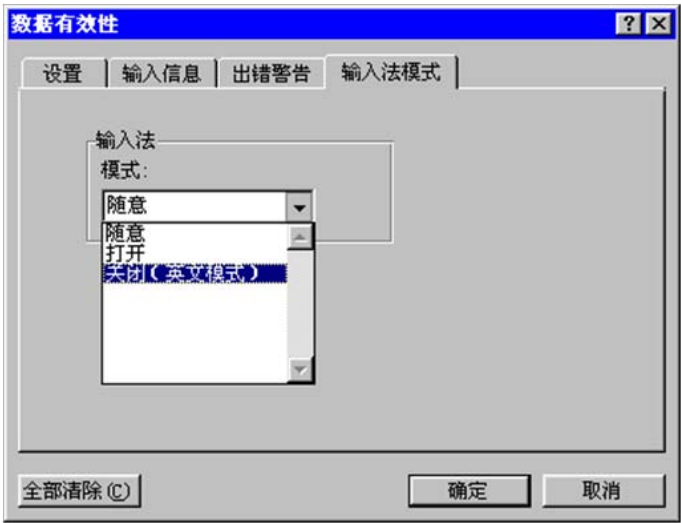 数据有效性
设置 输入信息 出错警告 输入法模式
输入法
模式:
随意
随意
打开
关闭(英文模式)
全部清除(C) 确定 取消